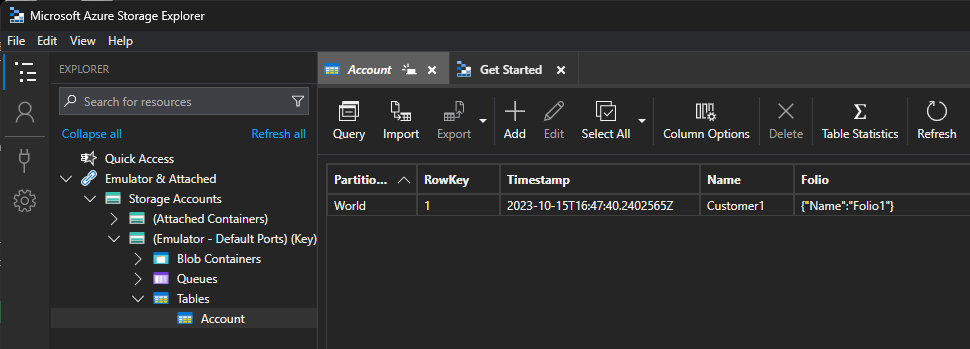 Microsoft Azure Storage Explorer
File Edit View Help
EXPLORER
Search for resources
Collapse all Refresh all
Quick Access
Emulator & Attached
Storage Accounts
(Attached Containers)
(Emulator - Default Ports) (Key)
Blob Containers
Queues
Tables
Account
Account Get Started
Query Import Export Add Edit Select All Column Options Delete Table Statistics Refresh
Partitio... RowKey Timestamp Name Folio
World 1 2023-10-15T16:47:40.2402565Z Customer1 {"Name":"Folio1"}